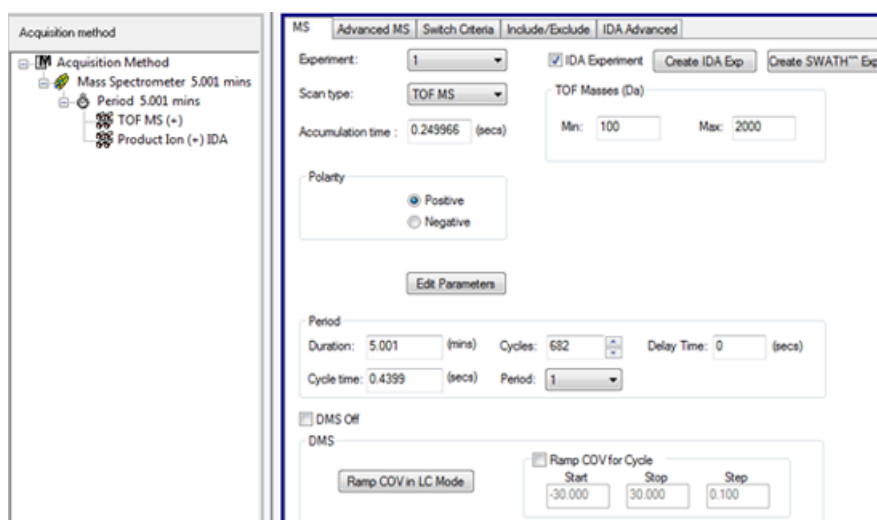 Acquisition method
Acquisition Method
Mass Spectrometer 5.001 mins
Period 5.001 mins
TOF MS (+)
Product Ion (+) IDA
MS Advanced MS Switch Criteria Include/Exclude IDA Advanced
Experiment: 1 IDA Experiment Create IDA Exp Create SWATH™ Exp
Scan type: TOF MS TOF Masses (Da)
Accumulation time : 0.249966 (secs) Min: 100 Max: 2000
Polarity
Positive
Negative
Edit Parameters
Period
Duration: 5.001 (mins) Cycles: 682 Delay Time: 0 (secs)
Cycle time: 0.4399 (secs) Period: 1
DMS Off
DMS
Ramp COV for Cycle
Ramp COV in LC Mode Start Stop Step
-30.000 30.000 0.100